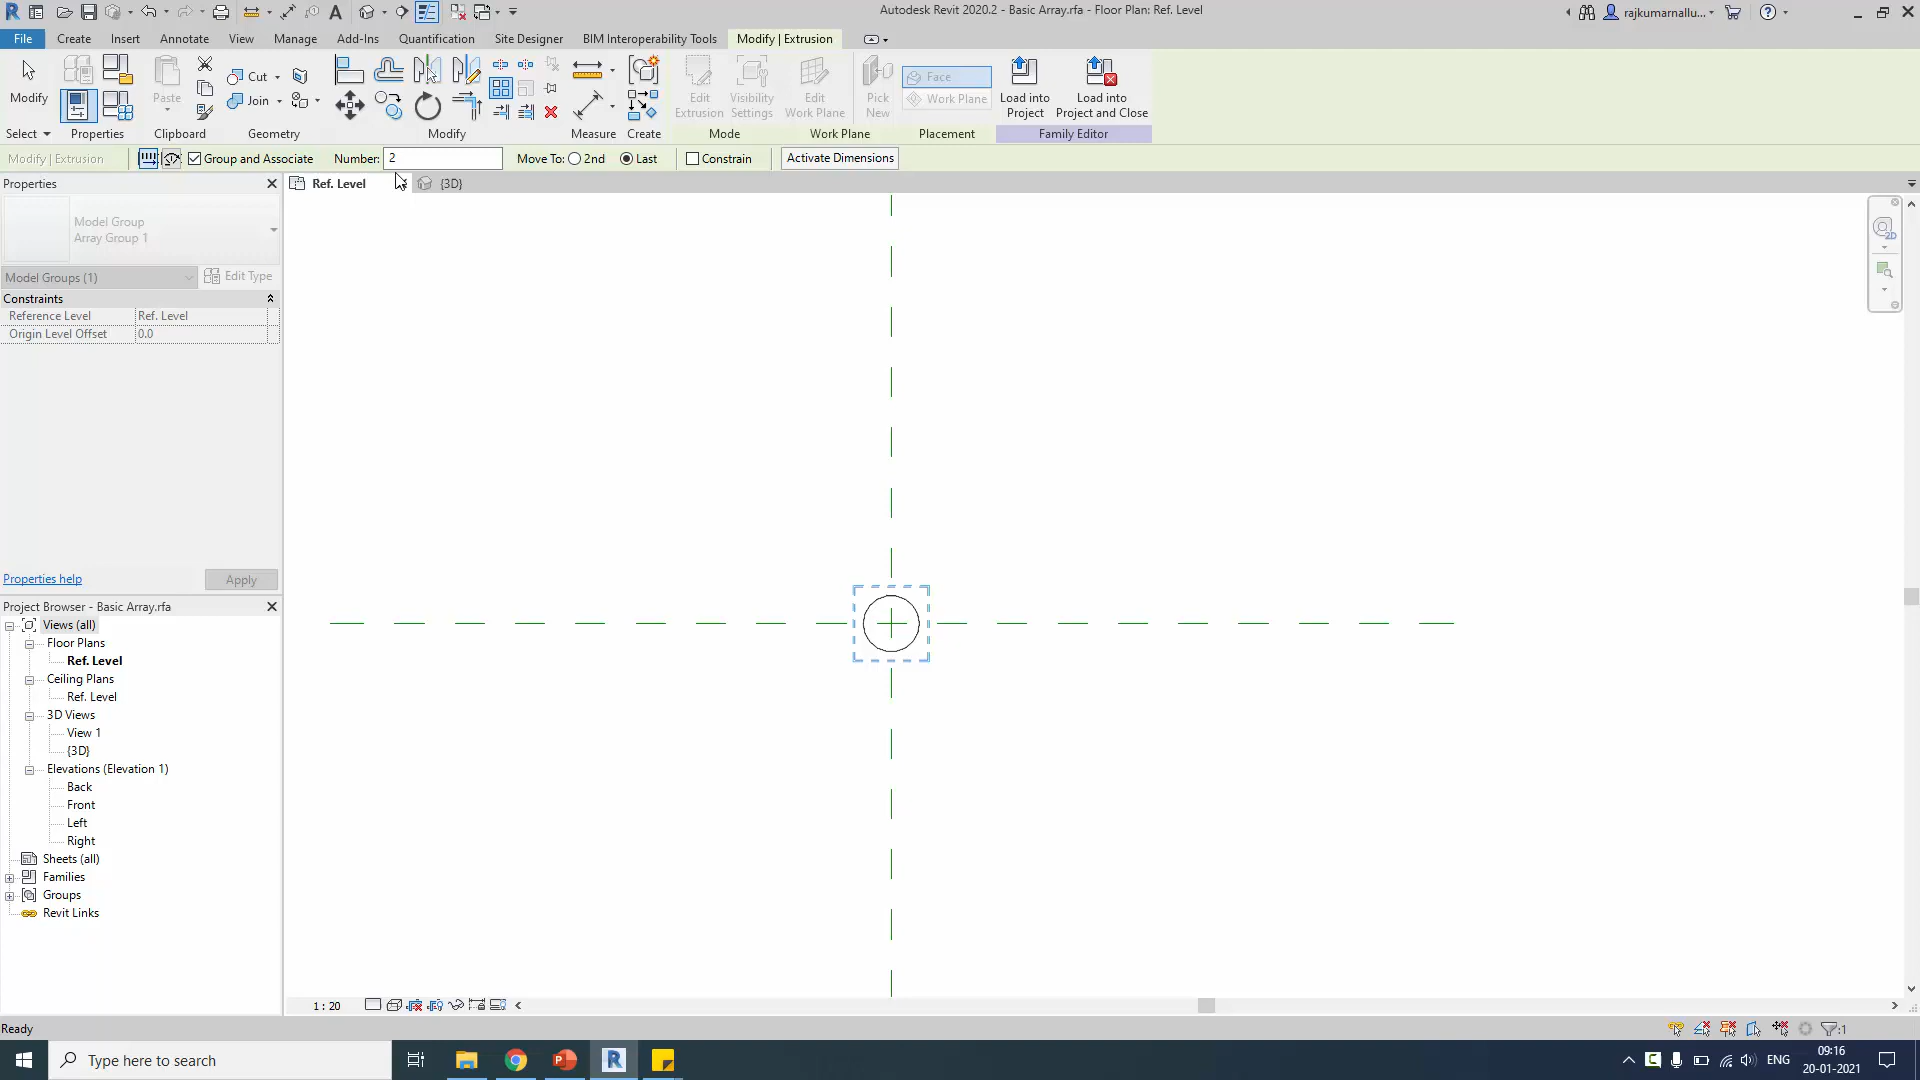 Autodesk Revit 2020.2 - Basic Array.rfa - Floor Plan: Ref. Level
rajkumarnallu...
File Create Insert Annotate View Manage Add-Ins Quantification Site Designer BIM Interoperability Tools Modify | Extrusion
Modify
Paste
Cut
Join
Edit Extrusion
Visibility Settings
Edit Work Plane
Pick New
Face
Work Plane
Load into Project
Load into Project and Close
Select Properties Clipboard Geometry Modify Measure Create Mode Work Plane Placement Family Editor
Modify | Extrusion Group and Associate Number: 2 Move To: 2nd Last Constrain Activate Dimensions
Properties
Ref. Level
{3D}
2D
Model Group
Array Group 1
Model Groups (1) Edit Type
Constraints
Reference Level Ref. Level
Origin Level Offset 0.0
Properties help Apply
Project Browser - Basic Array.rfa
Views (all)
Floor Plans
Ref. Level
Ceiling Plans
Ref. Level
3D Views
View 1
{3D}
Elevations (Elevation 1)
Back
Front
Left
Right
Sheets (all)
Families
Groups
Revit Links
1 : 20
Ready
:1
Type here to search
ENG
09:16
20-01-2021